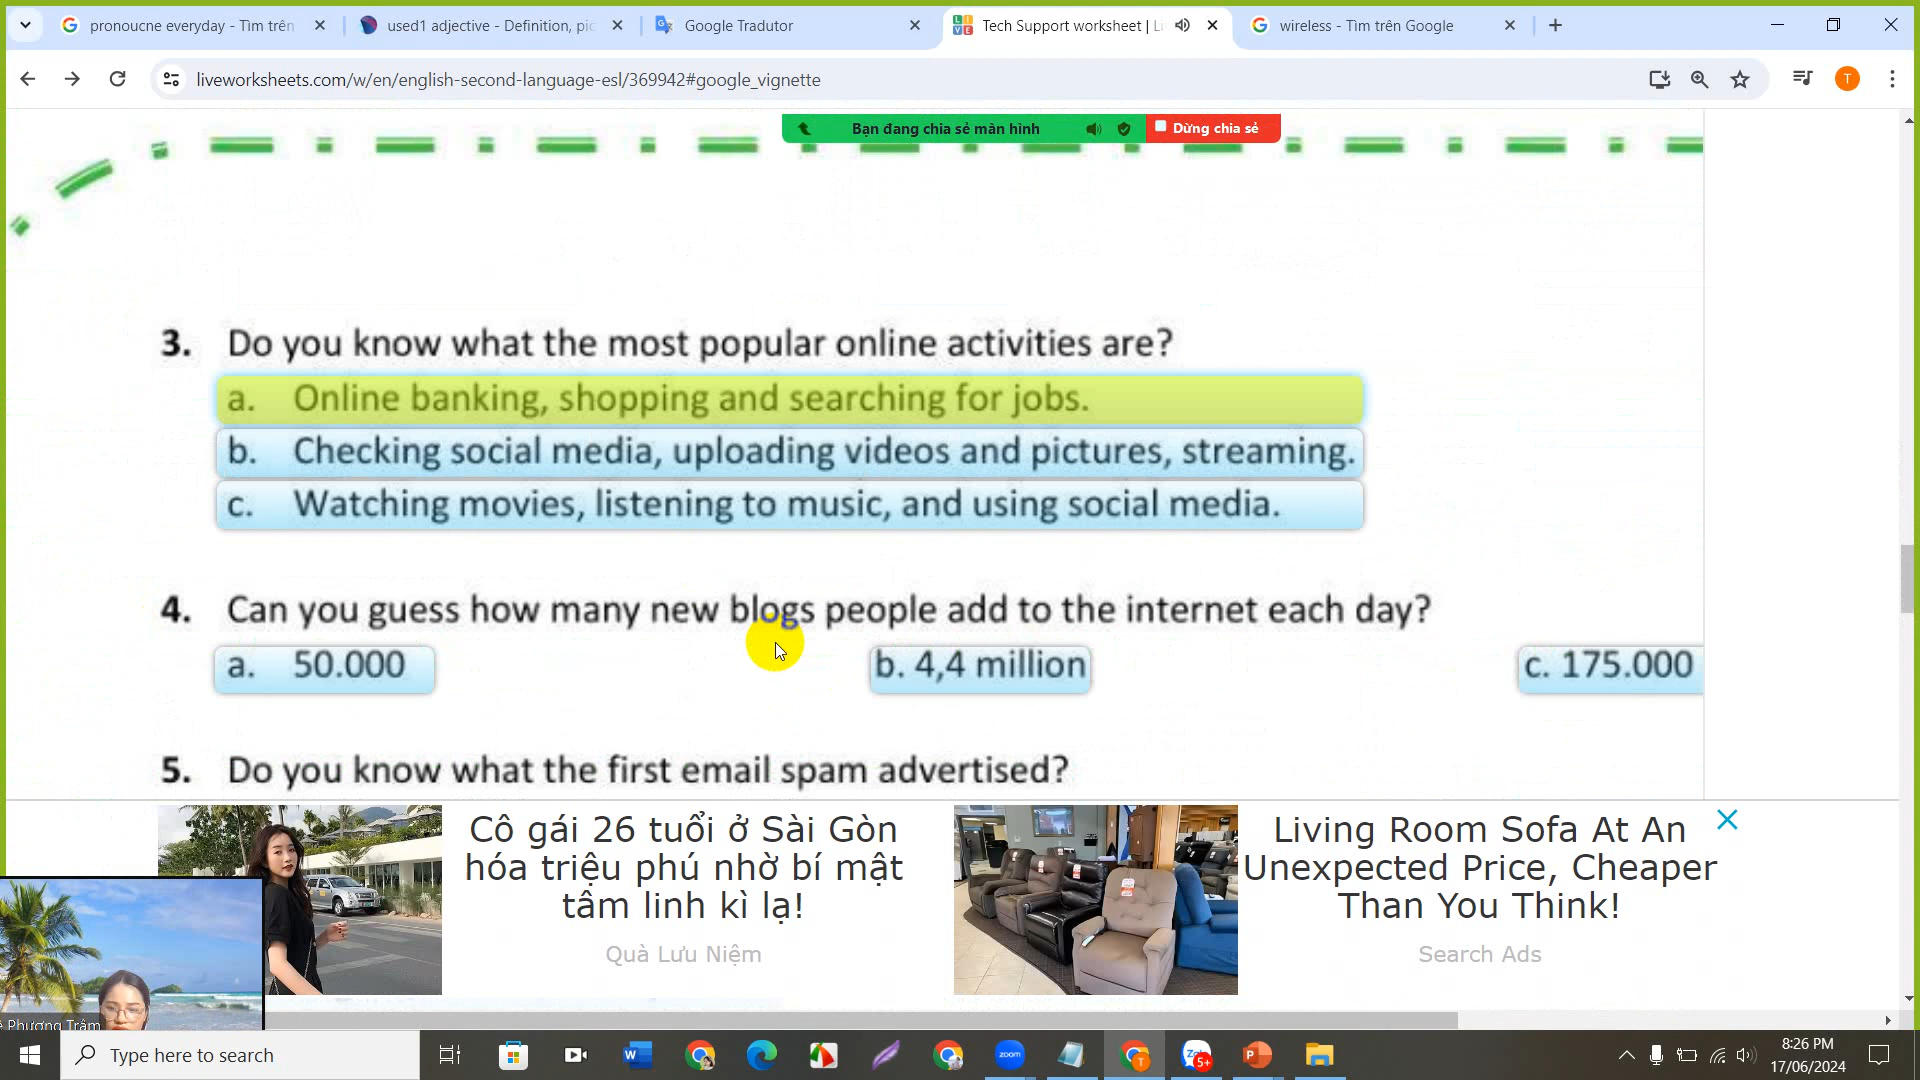 pronoucne everyday - Tìm trên
used1 adjective - Definition, pic
Google Tradutor
Tech Support worksheet | Li
wireless - Tìm trên Google
liveworksheets.com/w/en/english-second-language-esl/369942#google_vignette
T
Bạn đang chia sẻ màn hình
Dừng chia sẻ
3. Do you know what the most popular online activities are?
a. Online banking, shopping and searching for jobs.
b. Checking social media, uploading videos and pictures, streaming.
c. Watching movies, listening to music, and using social media.
4. Can you guess how many new blogs people add to the internet each day?
a. 50.000
b. 4,4 million
c. 175.000
5. Do you know what the first email spam advertised?
Cô gái 26 tuổi ở Sài Gòn
hóa triệu phú nhờ bí mật
tâm linh kì lạ!
Quà Lưu Niệm
Living Room Sofa At An
Unexpected Price, Cheaper
Than You Think!
Search Ads
Phương Trâm
Type here to search
zoom
5+
8:26 PM
17/06/2024